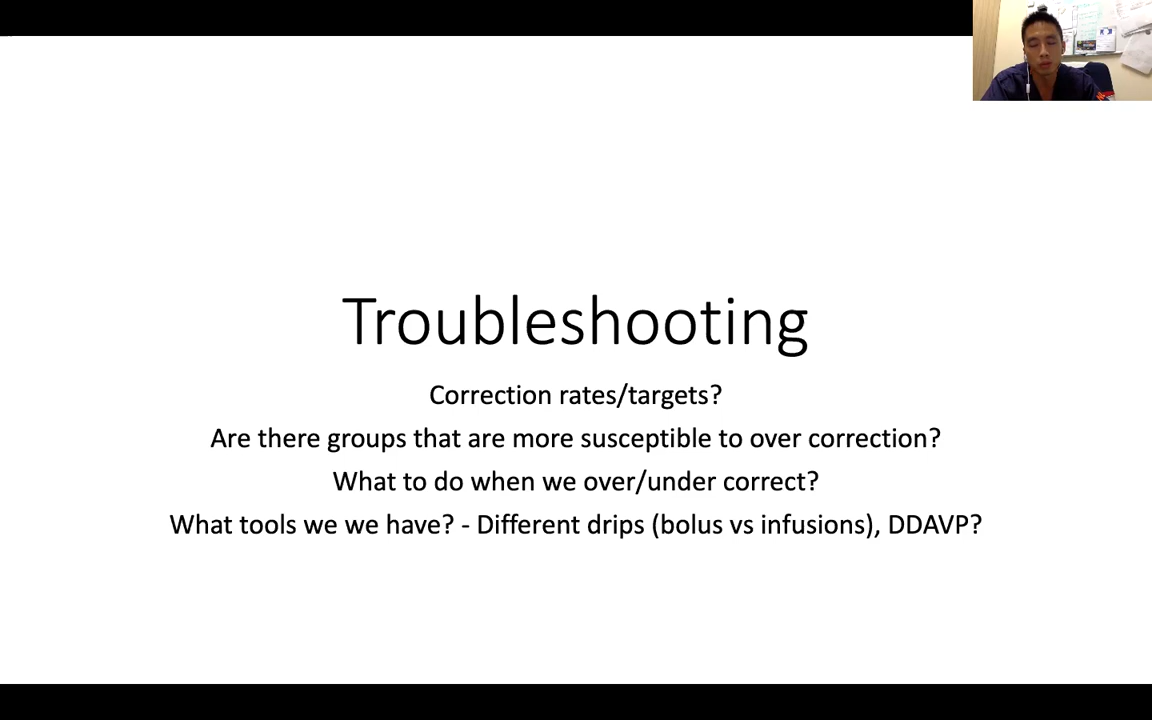 Troubleshooting
Correction rates/targets?
Are there groups that are more susceptible to over correction?
What to do when we over/under correct?
What tools we we have? - Different drips (bolus vs infusions), DDAVP?